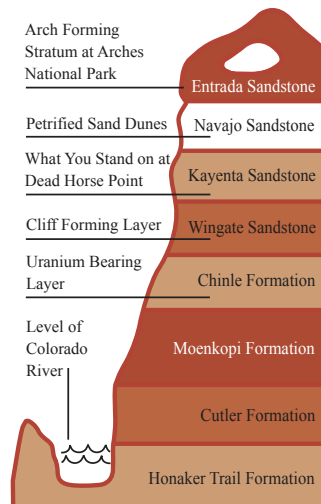 Arch Forming
Stratum at Arches
National Park
Entrada Sandstone
Petrified Sand Dunes
Navajo Sandstone
What You Stand on at
Dead Horse Point
Kayenta Sandstone
Cliff Forming Layer
Wingate Sandstone
Uranium Bearing
Layer
Chinle Formation
Level of
Colorado
River
Moenkopi Formation
Cutler Formation
Honaker Trail Formation